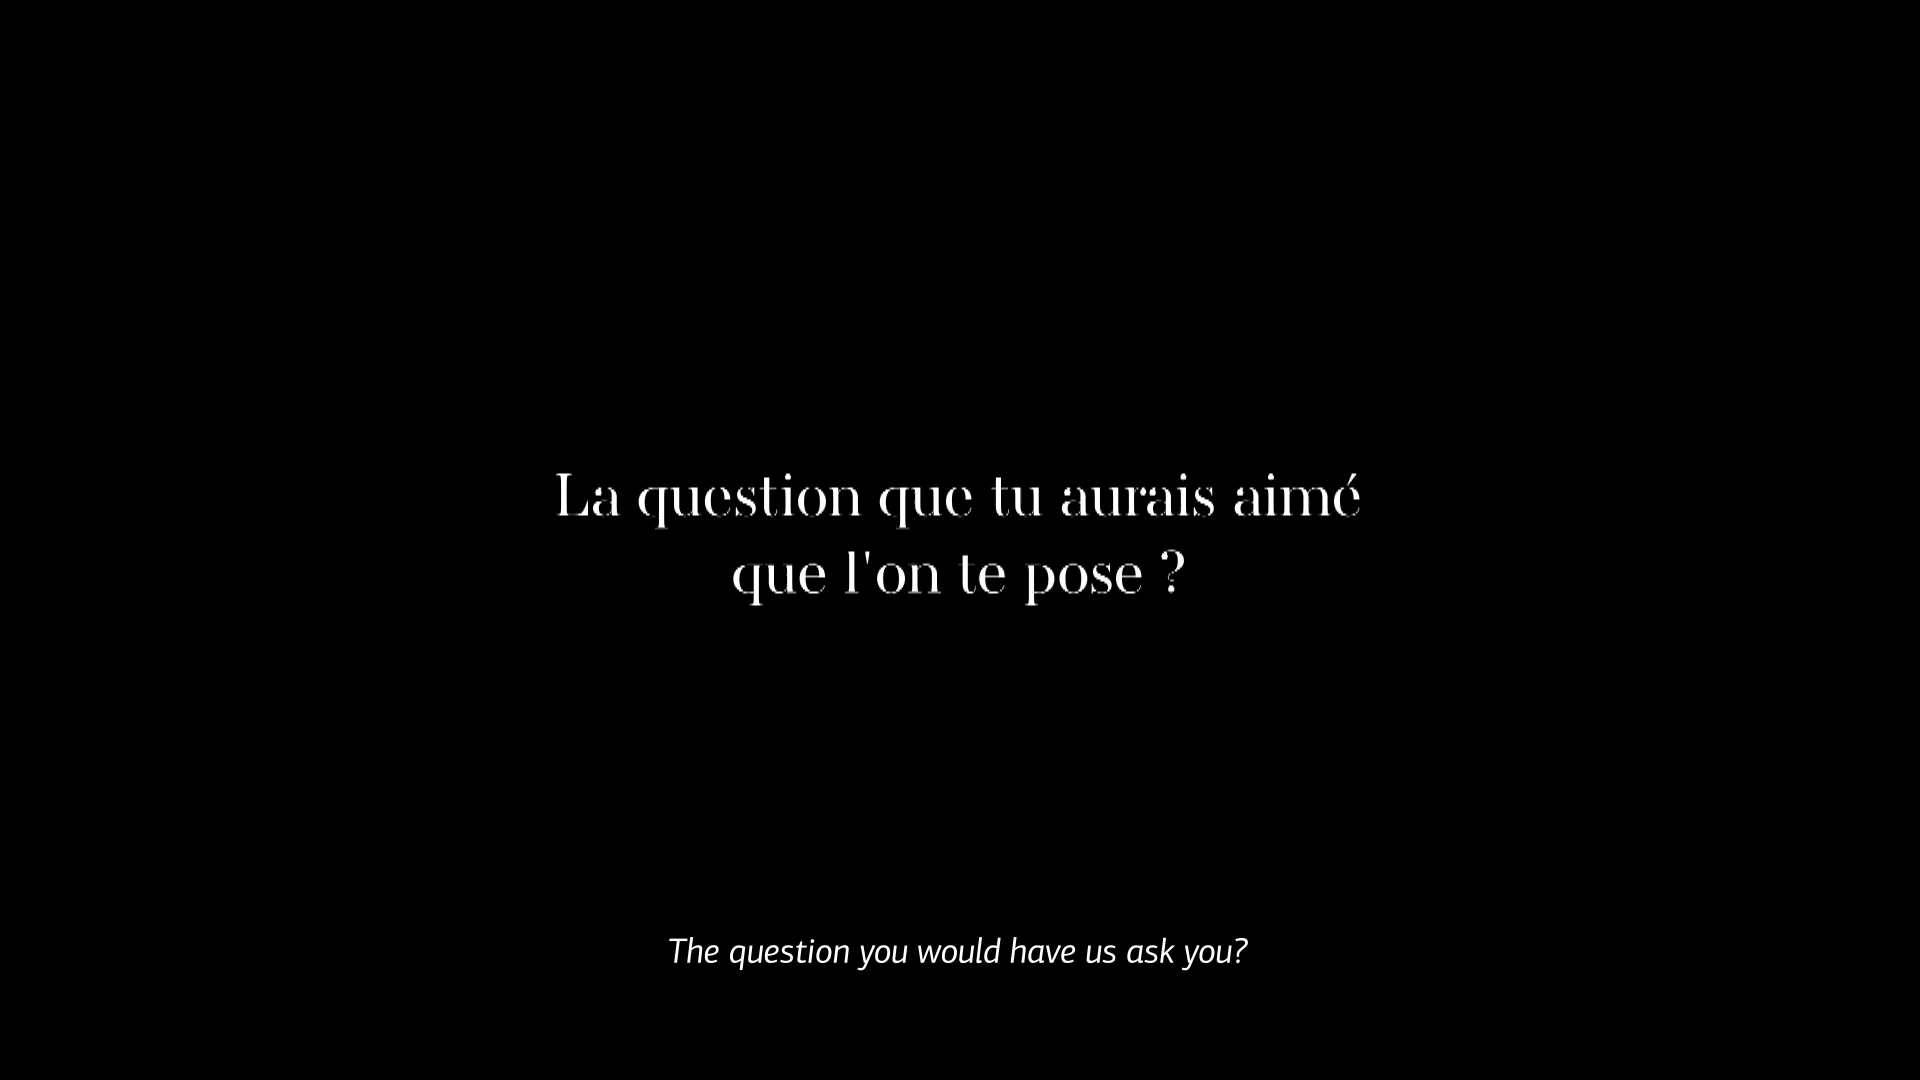 La question que tu aurais aimé
que l'on te pose ?
The question you would have us ask you?